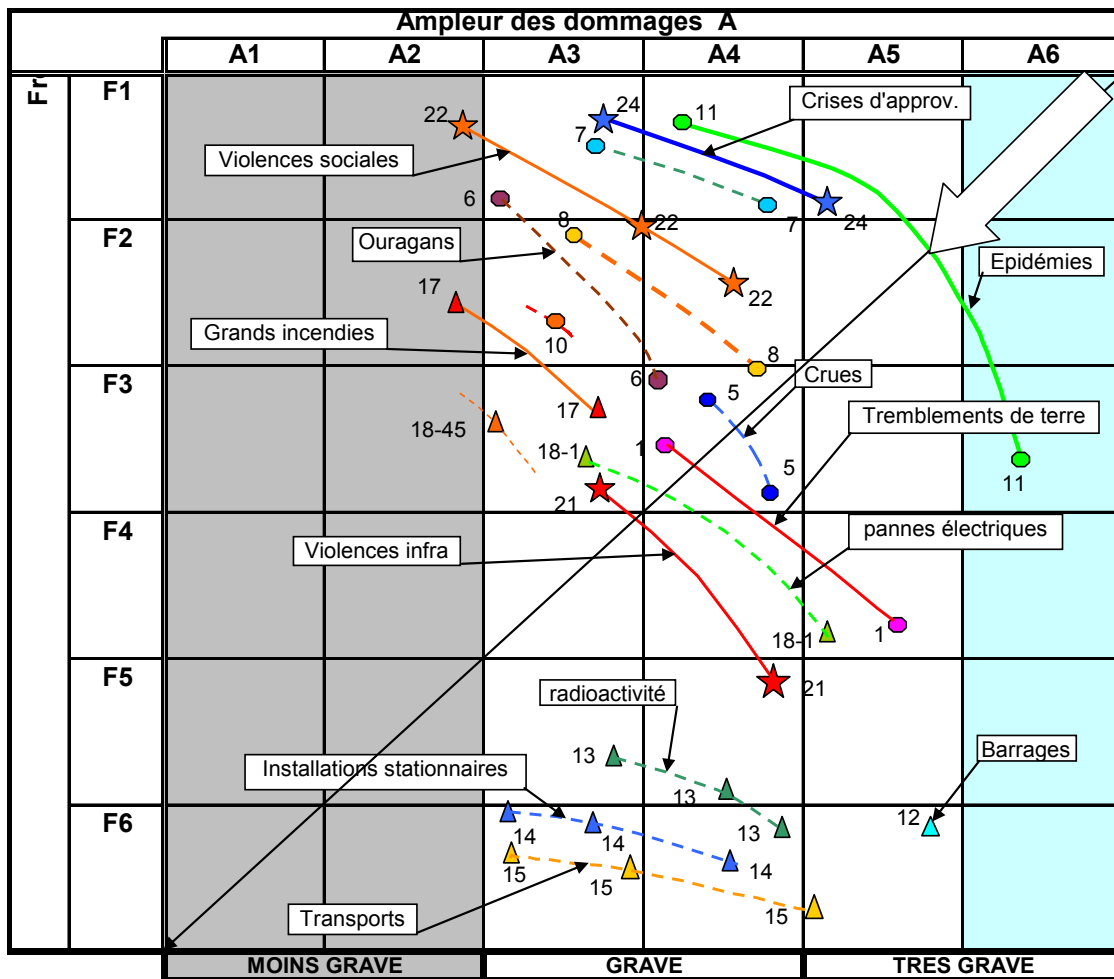 Ampleur des dommages A
A1 A2 A3 A4 A5 A6
F1
24
11
Crises d'approv.
22
7
Violences sociales
6
7
24
F2
8
22
Ouragans
Epidémies
17
22
Grands incendies
10
8
F3
6
5
Crues
17
Tremblements de terre
18-45
18-1
1
5
11
21
F4
pannes électriques
Violences infra
18-1
1
F5
21
radioactivité
13
Barrages
Installations stationnaires
13
F6
12
14
14
13
15
14
15
Transports
15
MOINS GRAVE GRAVE TRES GRAVE